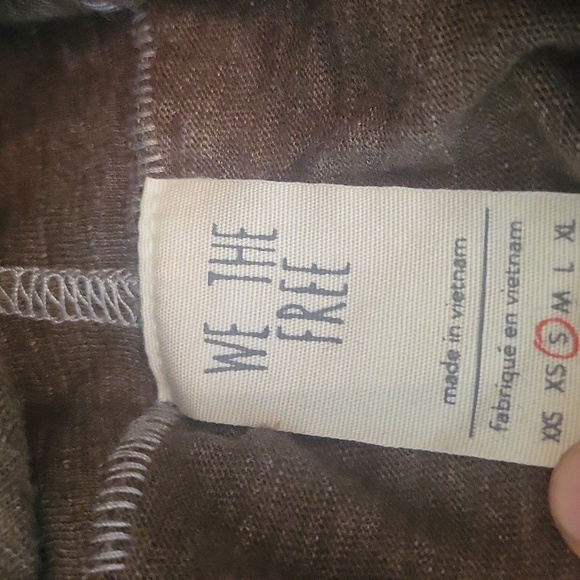 WE THE
FREE
made in vietnam
fabriqué en vietnam
XXS XS S M L XL